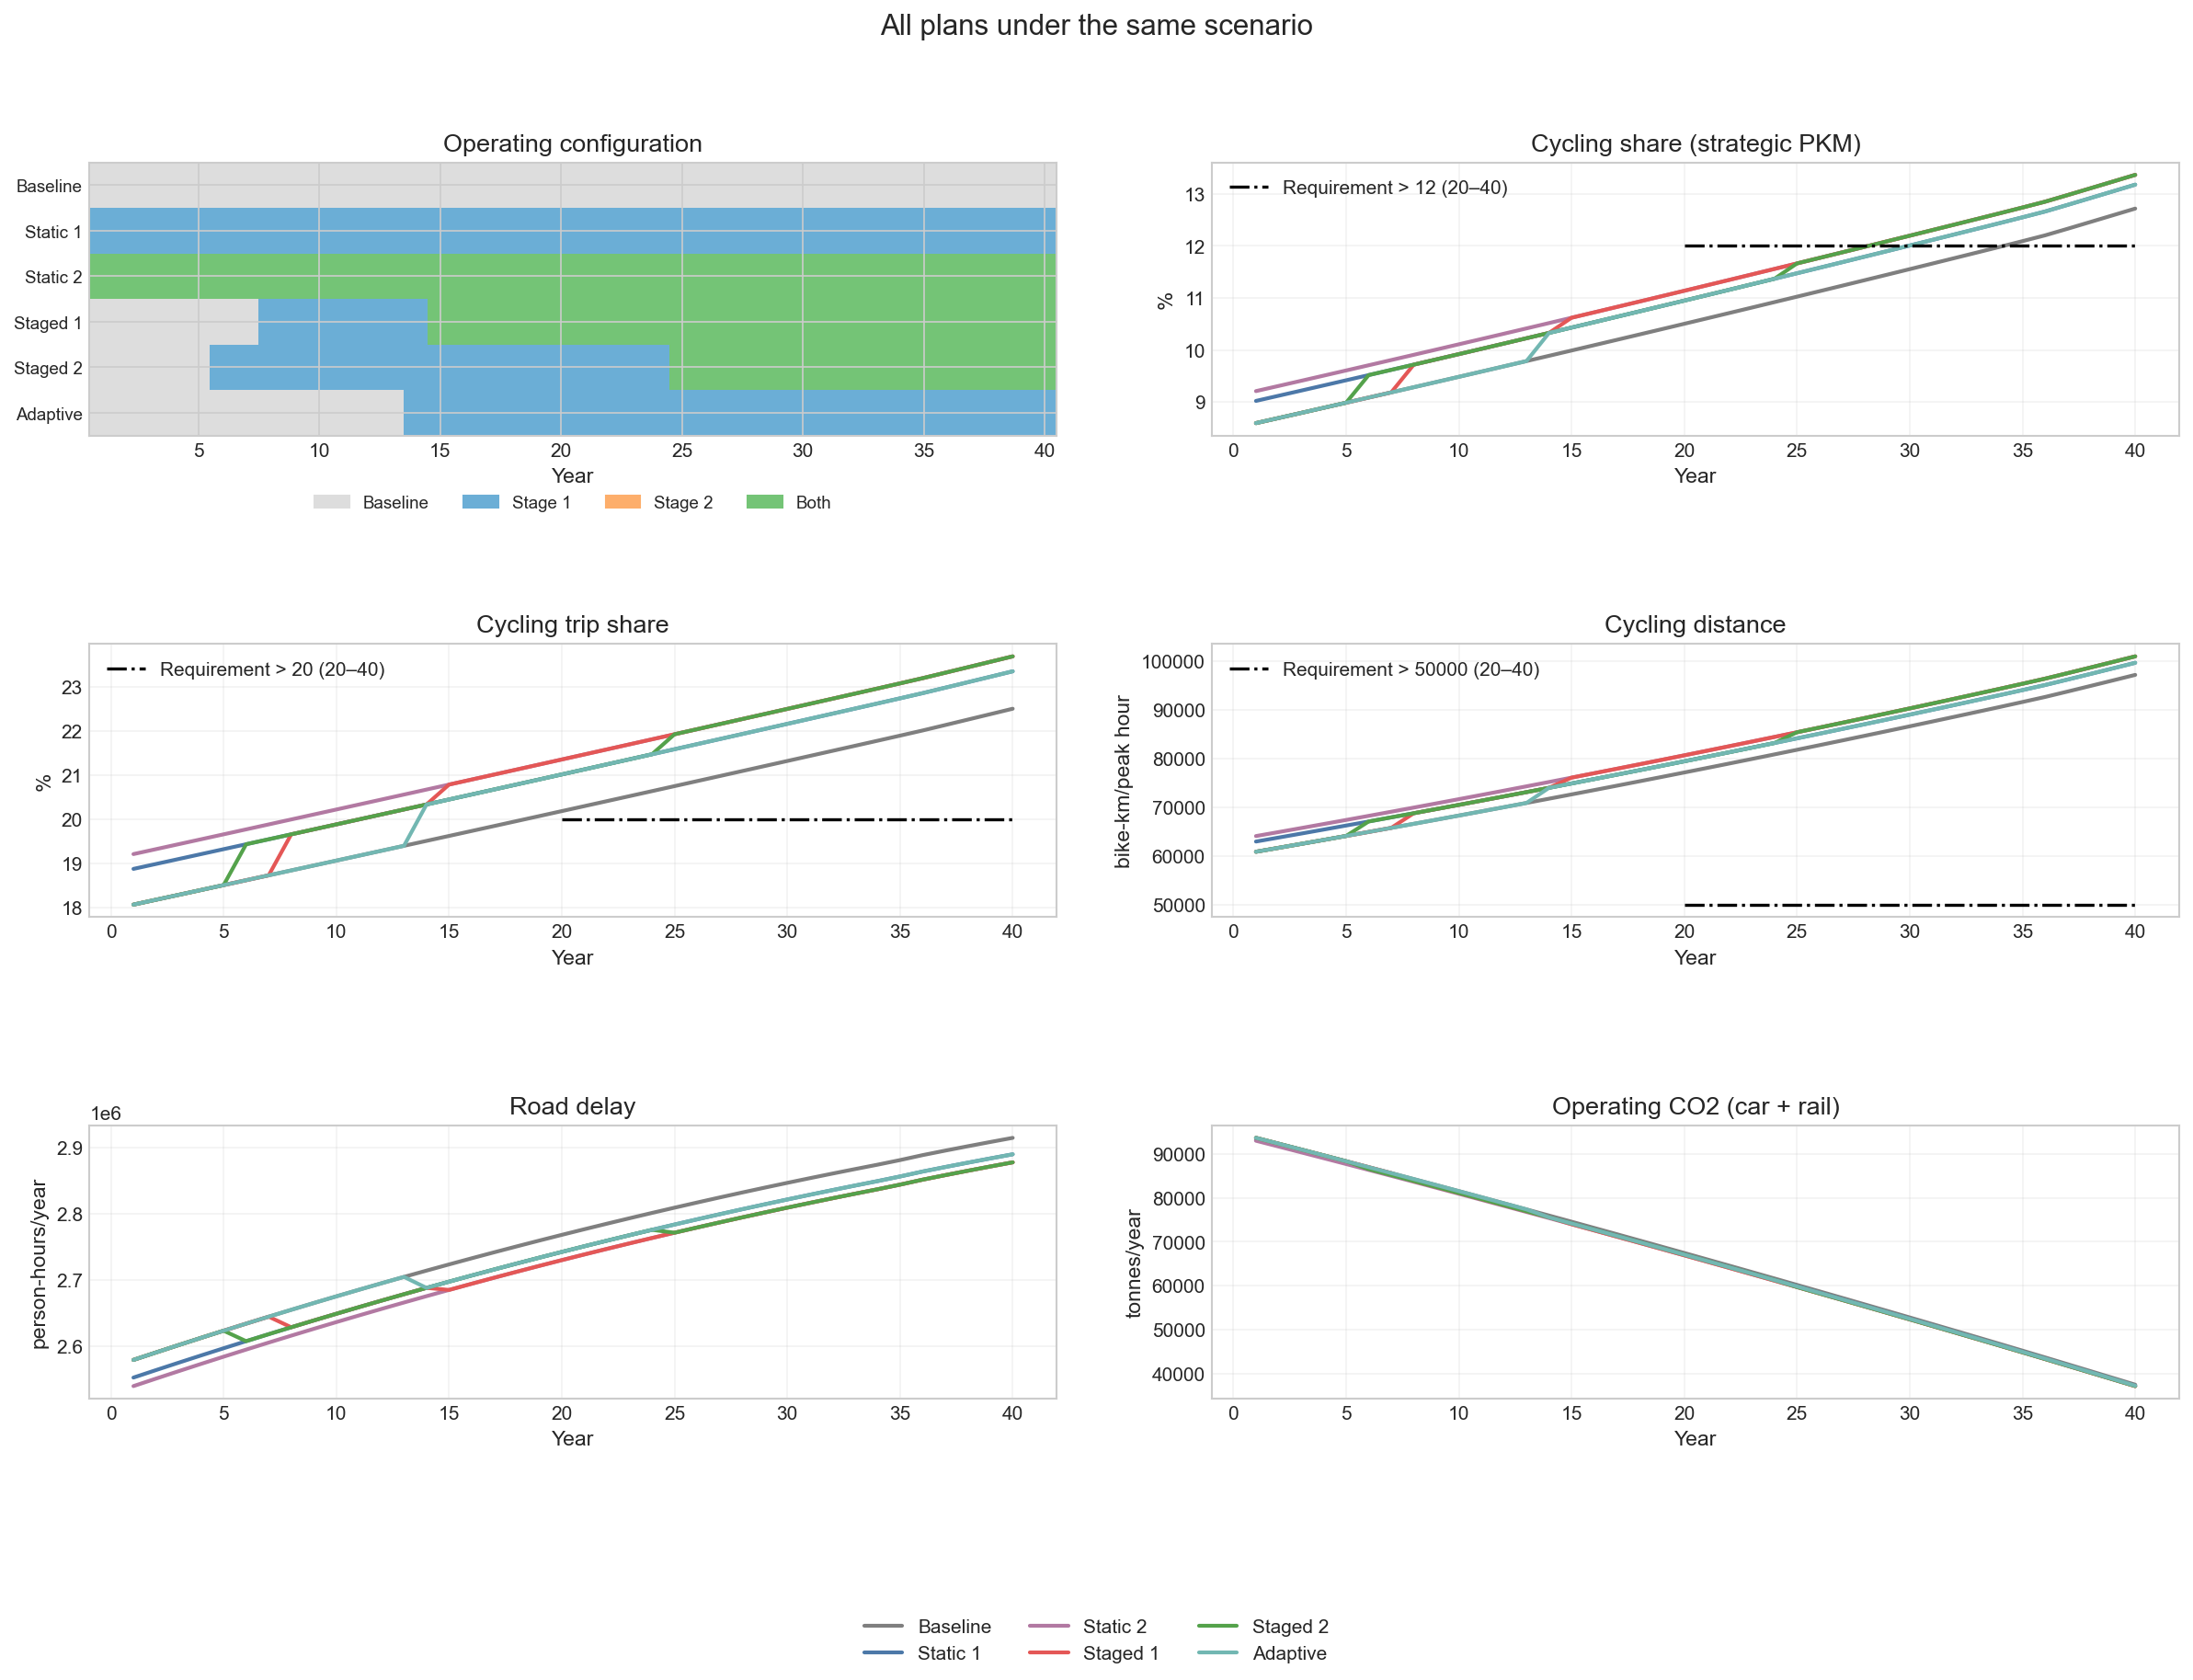 All plans under the same scenario
Operating configuration
Baseline
Static 1
Static 2
Staged 1
Staged 2
Adaptive
5 10 15 20 25 30 35 40
Year
Baseline Stage 1 Stage 2 Both
Cycling share (strategic PKM)
Requirement > 12 (20–40)
%
13
12
11
10
9
0 5 10 15 20 25 30 35 40
Year
Cycling trip share
Requirement > 20 (20–40)
%
23
22
21
20
19
18
0 5 10 15 20 25 30 35 40
Year
Cycling distance
Requirement > 50000 (20–40)
bike-km/peak hour
100000
90000
80000
70000
60000
50000
0 5 10 15 20 25 30 35 40
Year
Road delay
1e6
person-hours/year
2.9
2.8
2.7
2.6
0 5 10 15 20 25 30 35 40
Year
Operating CO2 (car + rail)
tonnes/year
90000
80000
70000
60000
50000
40000
0 5 10 15 20 25 30 35 40
Year
Baseline Static 2 Staged 2
Static 1 Staged 1 Adaptive